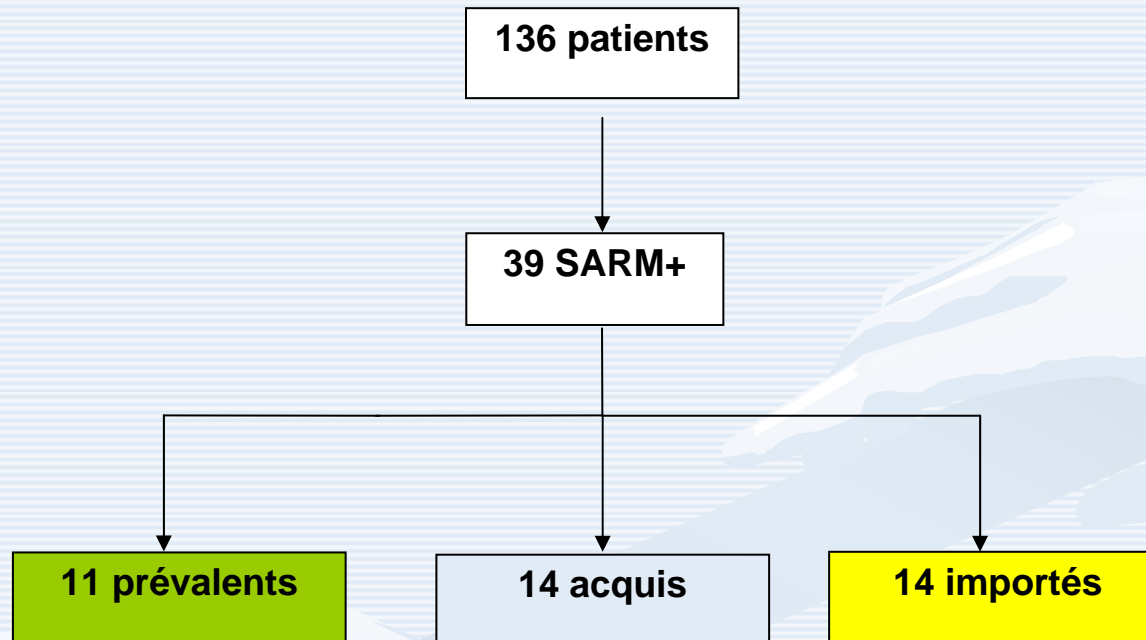 136 patients
39 SARM+
11 prévalents
14 acquis
14 importés